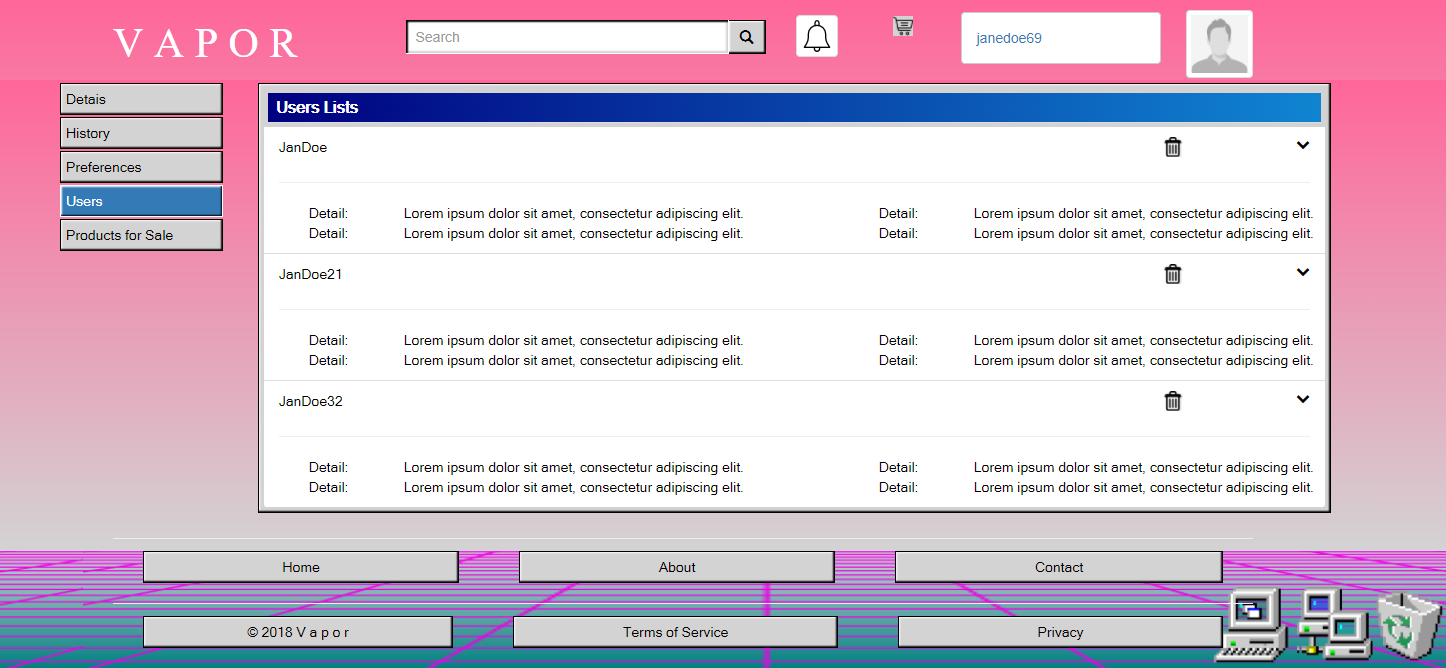 V A P O R
Search
janedoe69
Detais
History
Preferences
Users
Products for Sale
Users Lists
JanDoe
Detail: Lorem ipsum dolor sit amet, consectetur adipiscing elit. Detail: Lorem ipsum dolor sit amet, consectetur adipiscing elit.
Detail: Lorem ipsum dolor sit amet, consectetur adipiscing elit. Detail: Lorem ipsum dolor sit amet, consectetur adipiscing elit.
JanDoe21
Detail: Lorem ipsum dolor sit amet, consectetur adipiscing elit. Detail: Lorem ipsum dolor sit amet, consectetur adipiscing elit.
Detail: Lorem ipsum dolor sit amet, consectetur adipiscing elit. Detail: Lorem ipsum dolor sit amet, consectetur adipiscing elit.
JanDoe32
Detail: Lorem ipsum dolor sit amet, consectetur adipiscing elit. Detail: Lorem ipsum dolor sit amet, consectetur adipiscing elit.
Detail: Lorem ipsum dolor sit amet, consectetur adipiscing elit. Detail: Lorem ipsum dolor sit amet, consectetur adipiscing elit.
Home About Contact
© 2018 V a p o r Terms of Service Privacy